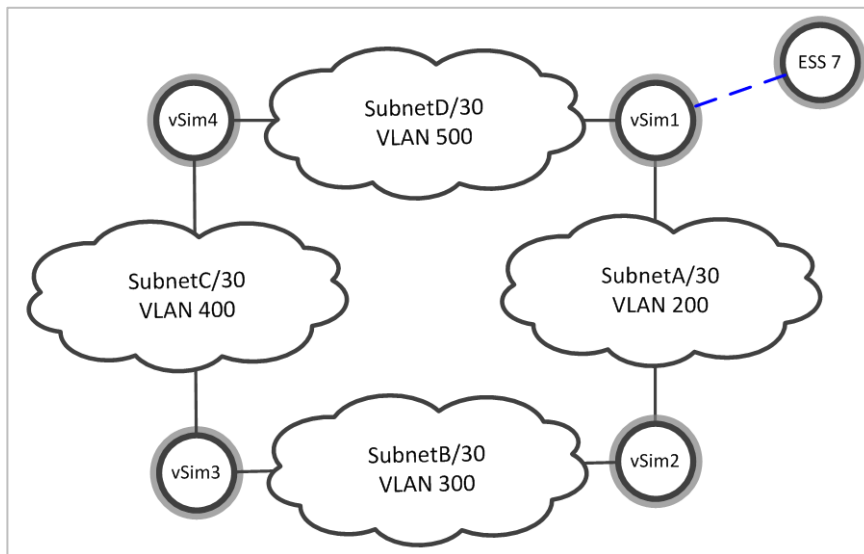 ESS 7
vSim4
SubnetD/30
VLAN 500
vSim1
SubnetC/30
VLAN 400
SubnetA/30
VLAN 200
vSim3
SubnetB/30
VLAN 300
vSim2